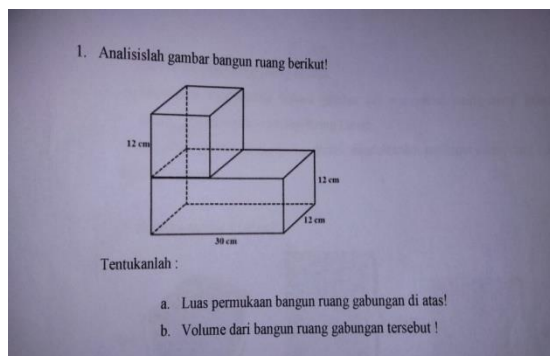 1. Analisislah gambar bangun ruang berikut!
12 cm
12 cm
12 cm
30 cm
Tentukanlah :
a. Luas permukaan bangun ruang gabungan di atas!
b. Volume dari bangun ruang gabungan tersebut !